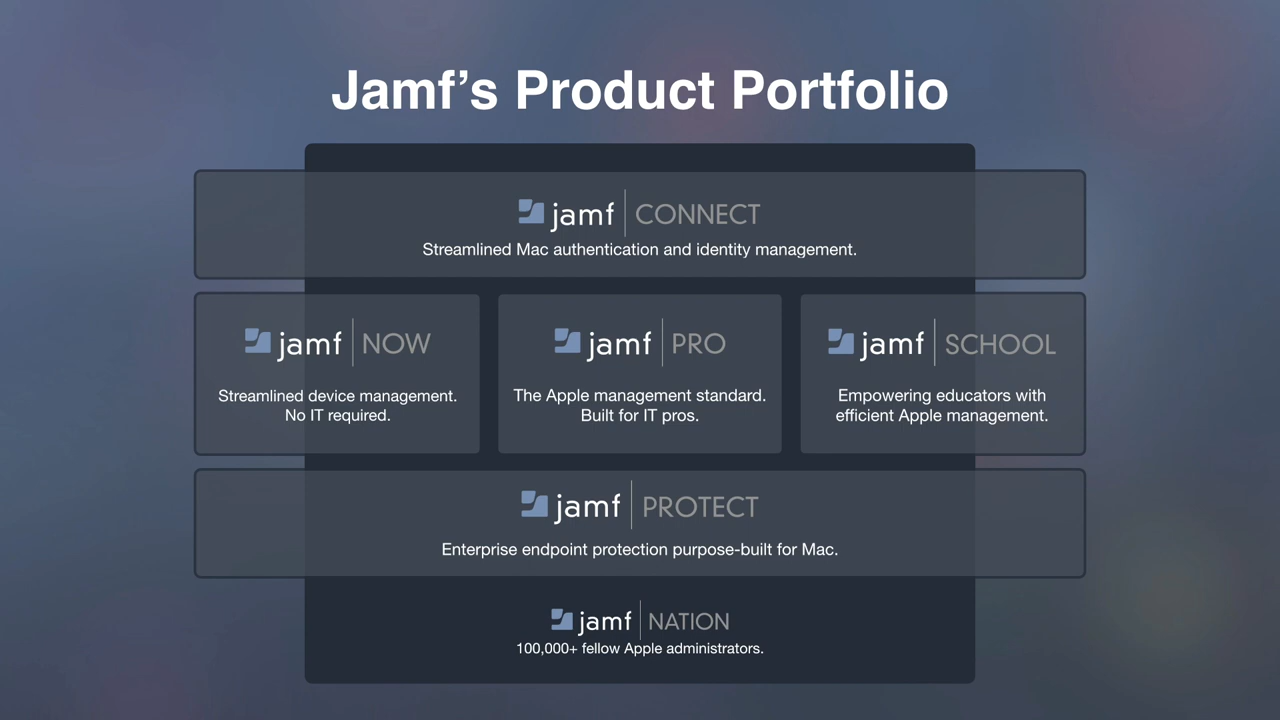 Jamf’s Product Portfolio
jamf | CONNECT
Streamlined Mac authentication and identity management.
jamf | NOW
Streamlined device management.
No IT required.
jamf | PRO
The Apple management standard.
Built for IT pros.
jamf | SCHOOL
Empowering educators with
efficient Apple management.
jamf | PROTECT
Enterprise endpoint protection purpose-built for Mac.
jamf | NATION
100,000+ fellow Apple administrators.